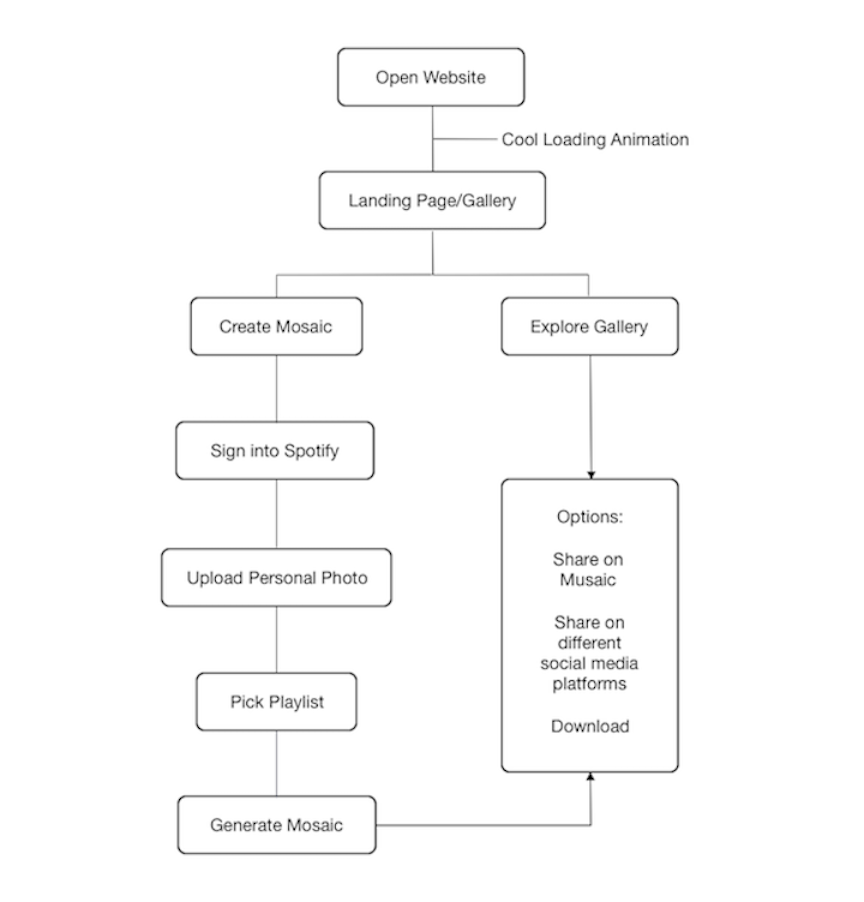 Open Website
Cool Loading Animation
Landing Page/Gallery
Create Mosaic
Explore Gallery
Sign into Spotify
Options:
Share on
Musaic
Share on
different
social media
platforms
Download
Upload Personal Photo
Pick Playlist
Generate Mosaic